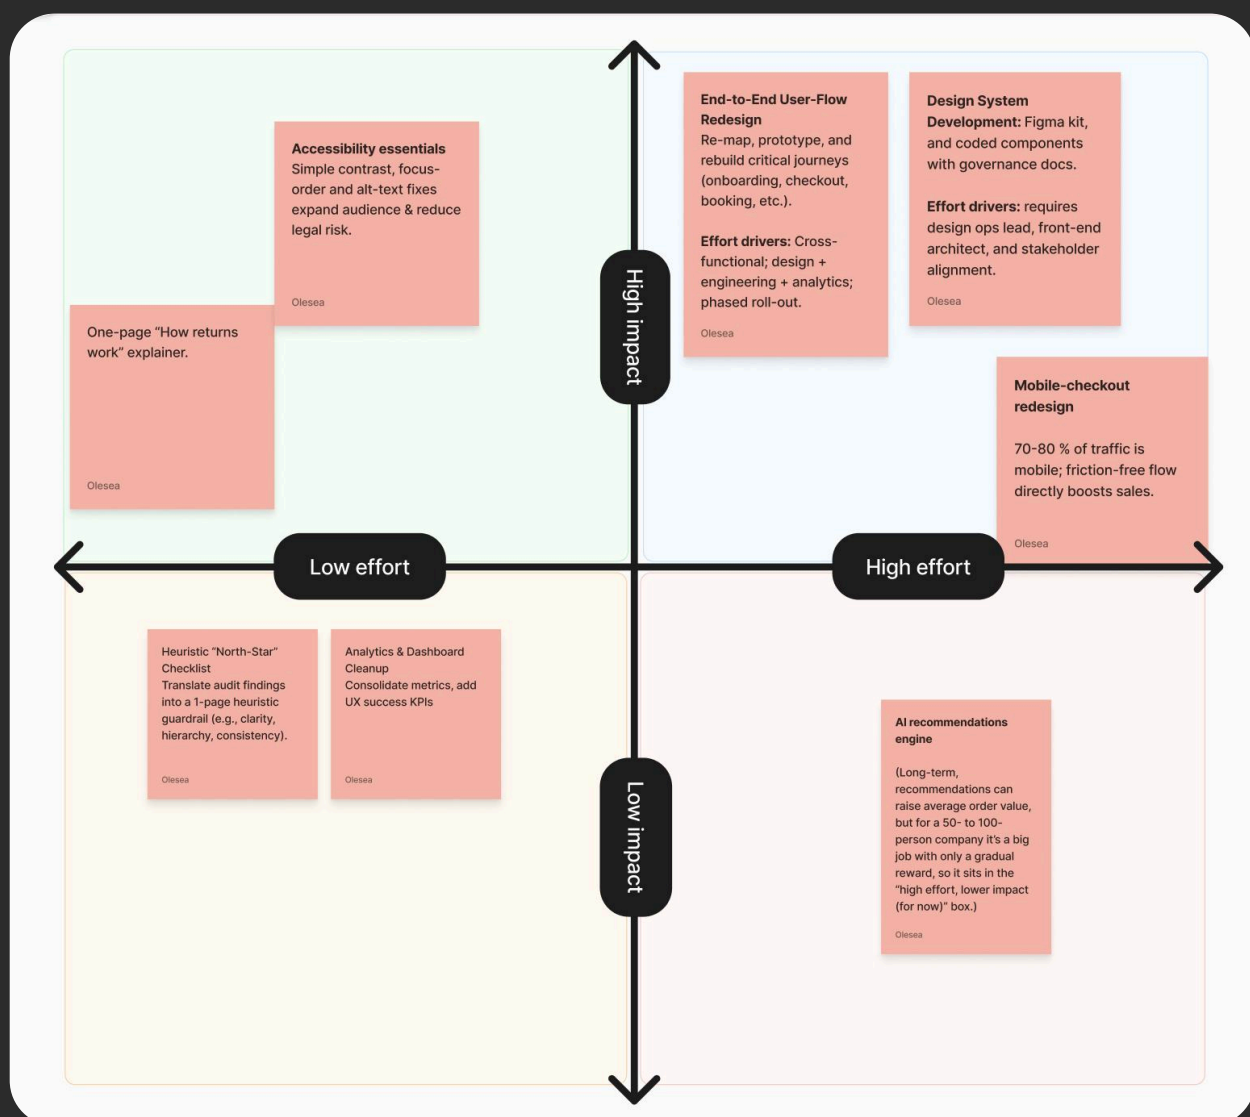 End-to-End User-Flow
Redesign
Re-map, prototype, and
rebuild critical journeys
(onboarding, checkout,
booking, etc.).
Effort drivers: Cross-
functional; design +
engineering + analytics;
phased roll-out.
Olesea
Design System
Development: Figma kit,
and coded components
with governance docs.
Effort drivers: requires
design ops lead, front-end
architect, and stakeholder
alignment.
Olesea
Accessibility essentials
Simple contrast, focus-
order and alt-text fixes
expand audience & reduce
legal risk.
Olesea
One-page “How returns
work” explainer.
Olesea
High impact
Mobile-checkout
redesign
70-80 % of traffic is
mobile; friction-free flow
directly boosts sales.
Olesea
Low effort
High effort
Heuristic “North-Star”
Checklist
Translate audit findings
into a 1-page heuristic
guardrail (e.g., clarity,
hierarchy, consistency).
Olesea
Analytics & Dashboard
Cleanup
Consolidate metrics, add
UX success KPIs
Olesea
Low impact
AI recommendations
engine
(Long-term,
recommendations can
raise average order value,
but for a 50- to 100-
person company it’s a big
job with only a gradual
reward, so it sits in the
“high effort, lower impact
(for now)” box.)
Olesea